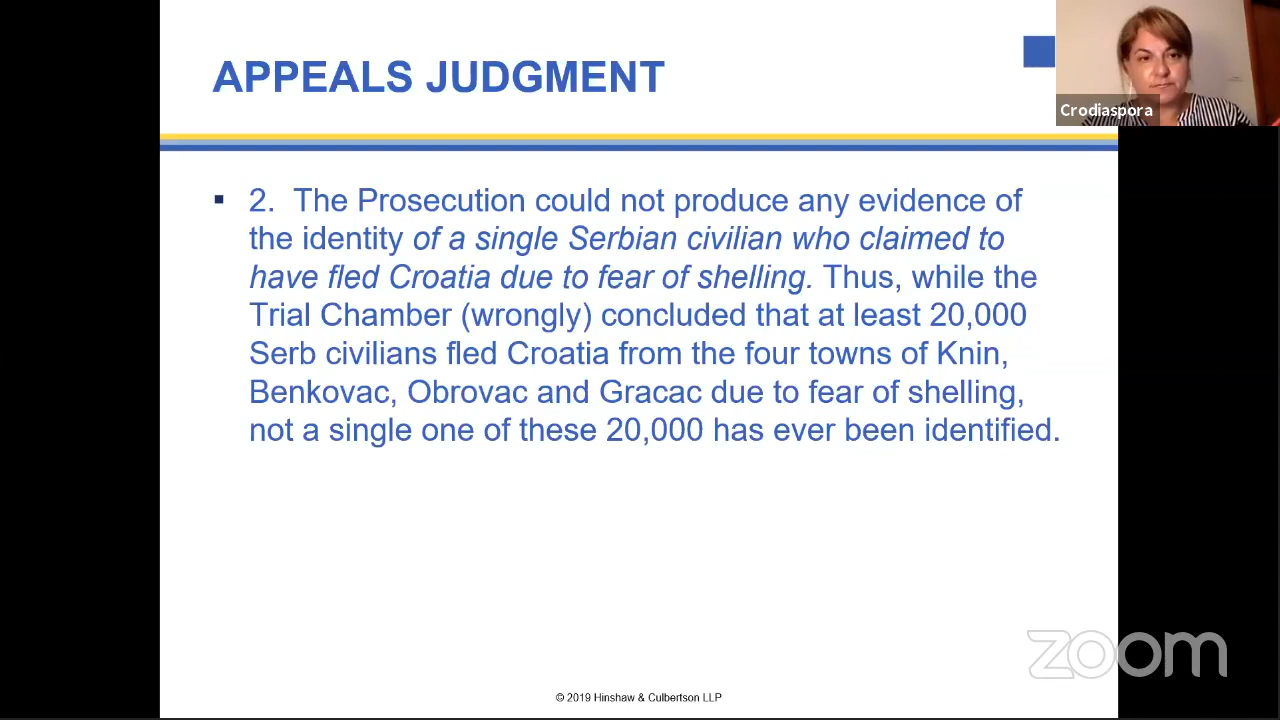 APPEALS JUDGMENT
Crodiaspora
▪ 2. The Prosecution could not produce any evidence of
the identity of a single Serbian civilian who claimed to
have fled Croatia due to fear of shelling. Thus, while the
Trial Chamber (wrongly) concluded that at least 20,000
Serb civilians fled Croatia from the four towns of Knin,
Benkovac, Obrovac and Gracac due to fear of shelling,
not a single one of these 20,000 has ever been identified.
zoom
© 2019 Hinshaw & Culbertson LLP